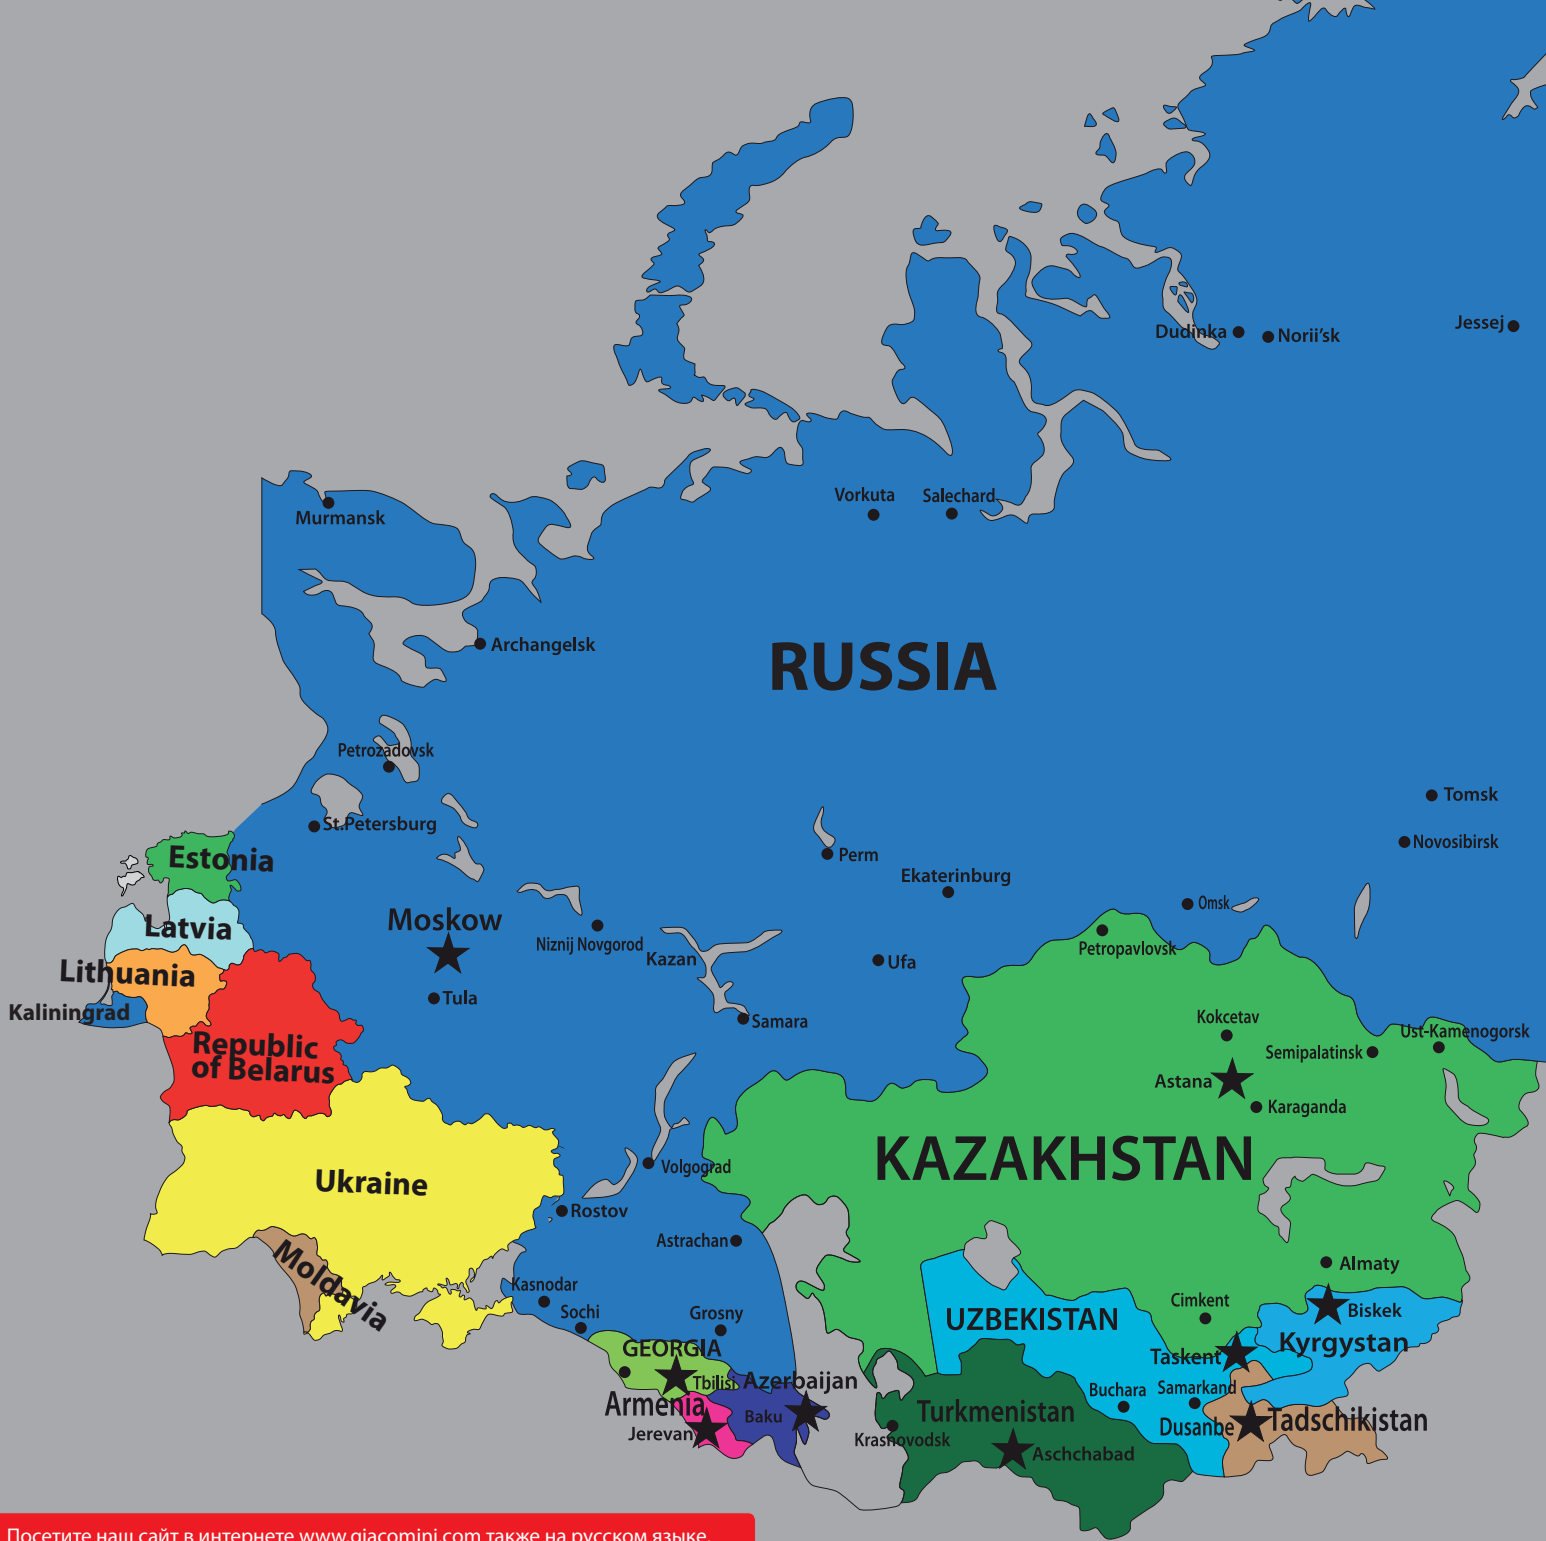 Dudinka
Norii'sk
Jessej
Vorkuta
Salechard
Murmansk
Archangelsk
RUSSIA
Petrozadovsk
St.Petersburg
Tomsk
Novosibirsk
Perm
Ekaterinburg
Omsk
Estonia
Latvia
Moskow
Niznij Novgorod
Kazan
Ufa
Petropavlovsk
Lithuania
Kaliningrad
Tula
Samara
Kokcetav
Ust-Kamenogorsk
Semipalatinsk
Republic
of Belarus
Astana
Karaganda
KAZAKHSTAN
Volgograd
Ukraine
Rostov
Astrachan
Almaty
Moldavia
Kasnodar
Sochi
Grosny
Cimkent
Biskek
UZBEKISTAN
Kyrgystan
GEORGIA
Taskent
Tbilisi
Azerbaijan
Buchara
Samarkand
Armenia
Baku
Turkmenistan
Dusanbe
Tadschikistan
Jerevan
Krasnovodsk
Aschchabad
Посетите наш сайт в интернете www.giacomini.com также на русском языке